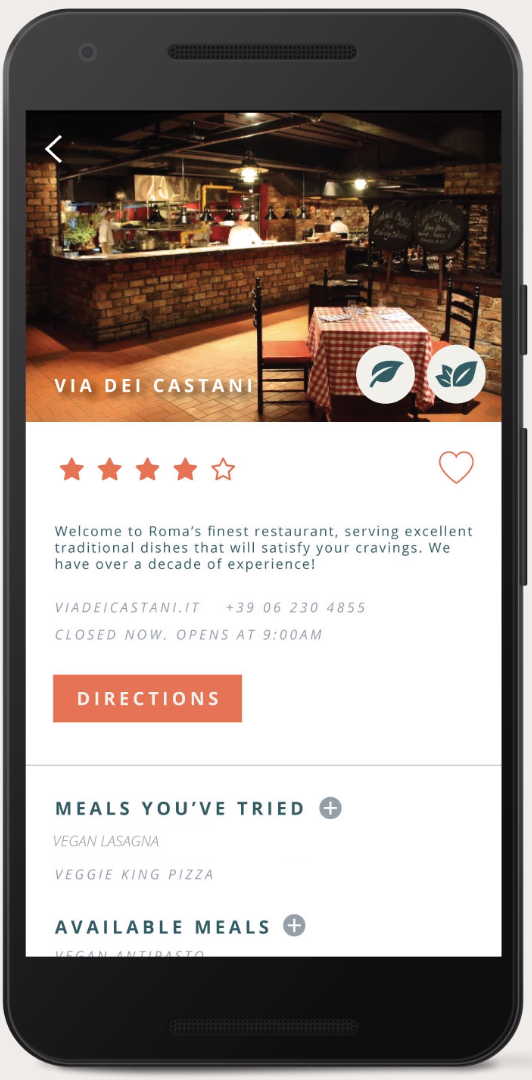 VIA DEI CASTANI
Welcome to Roma's finest restaurant, serving excellent
traditional dishes that will satisfy your cravings. We
have over a decade of experience!
VIADEICASTANI.IT +39 06 230 4855
CLOSED NOW. OPENS AT 9:00AM
DIRECTIONS
MEALS YOU'VE TRIED
VEGAN LASAGNA
VEGGIE KING PIZZA
AVAILABLE MEALS
VEGAN ANTIPASTO